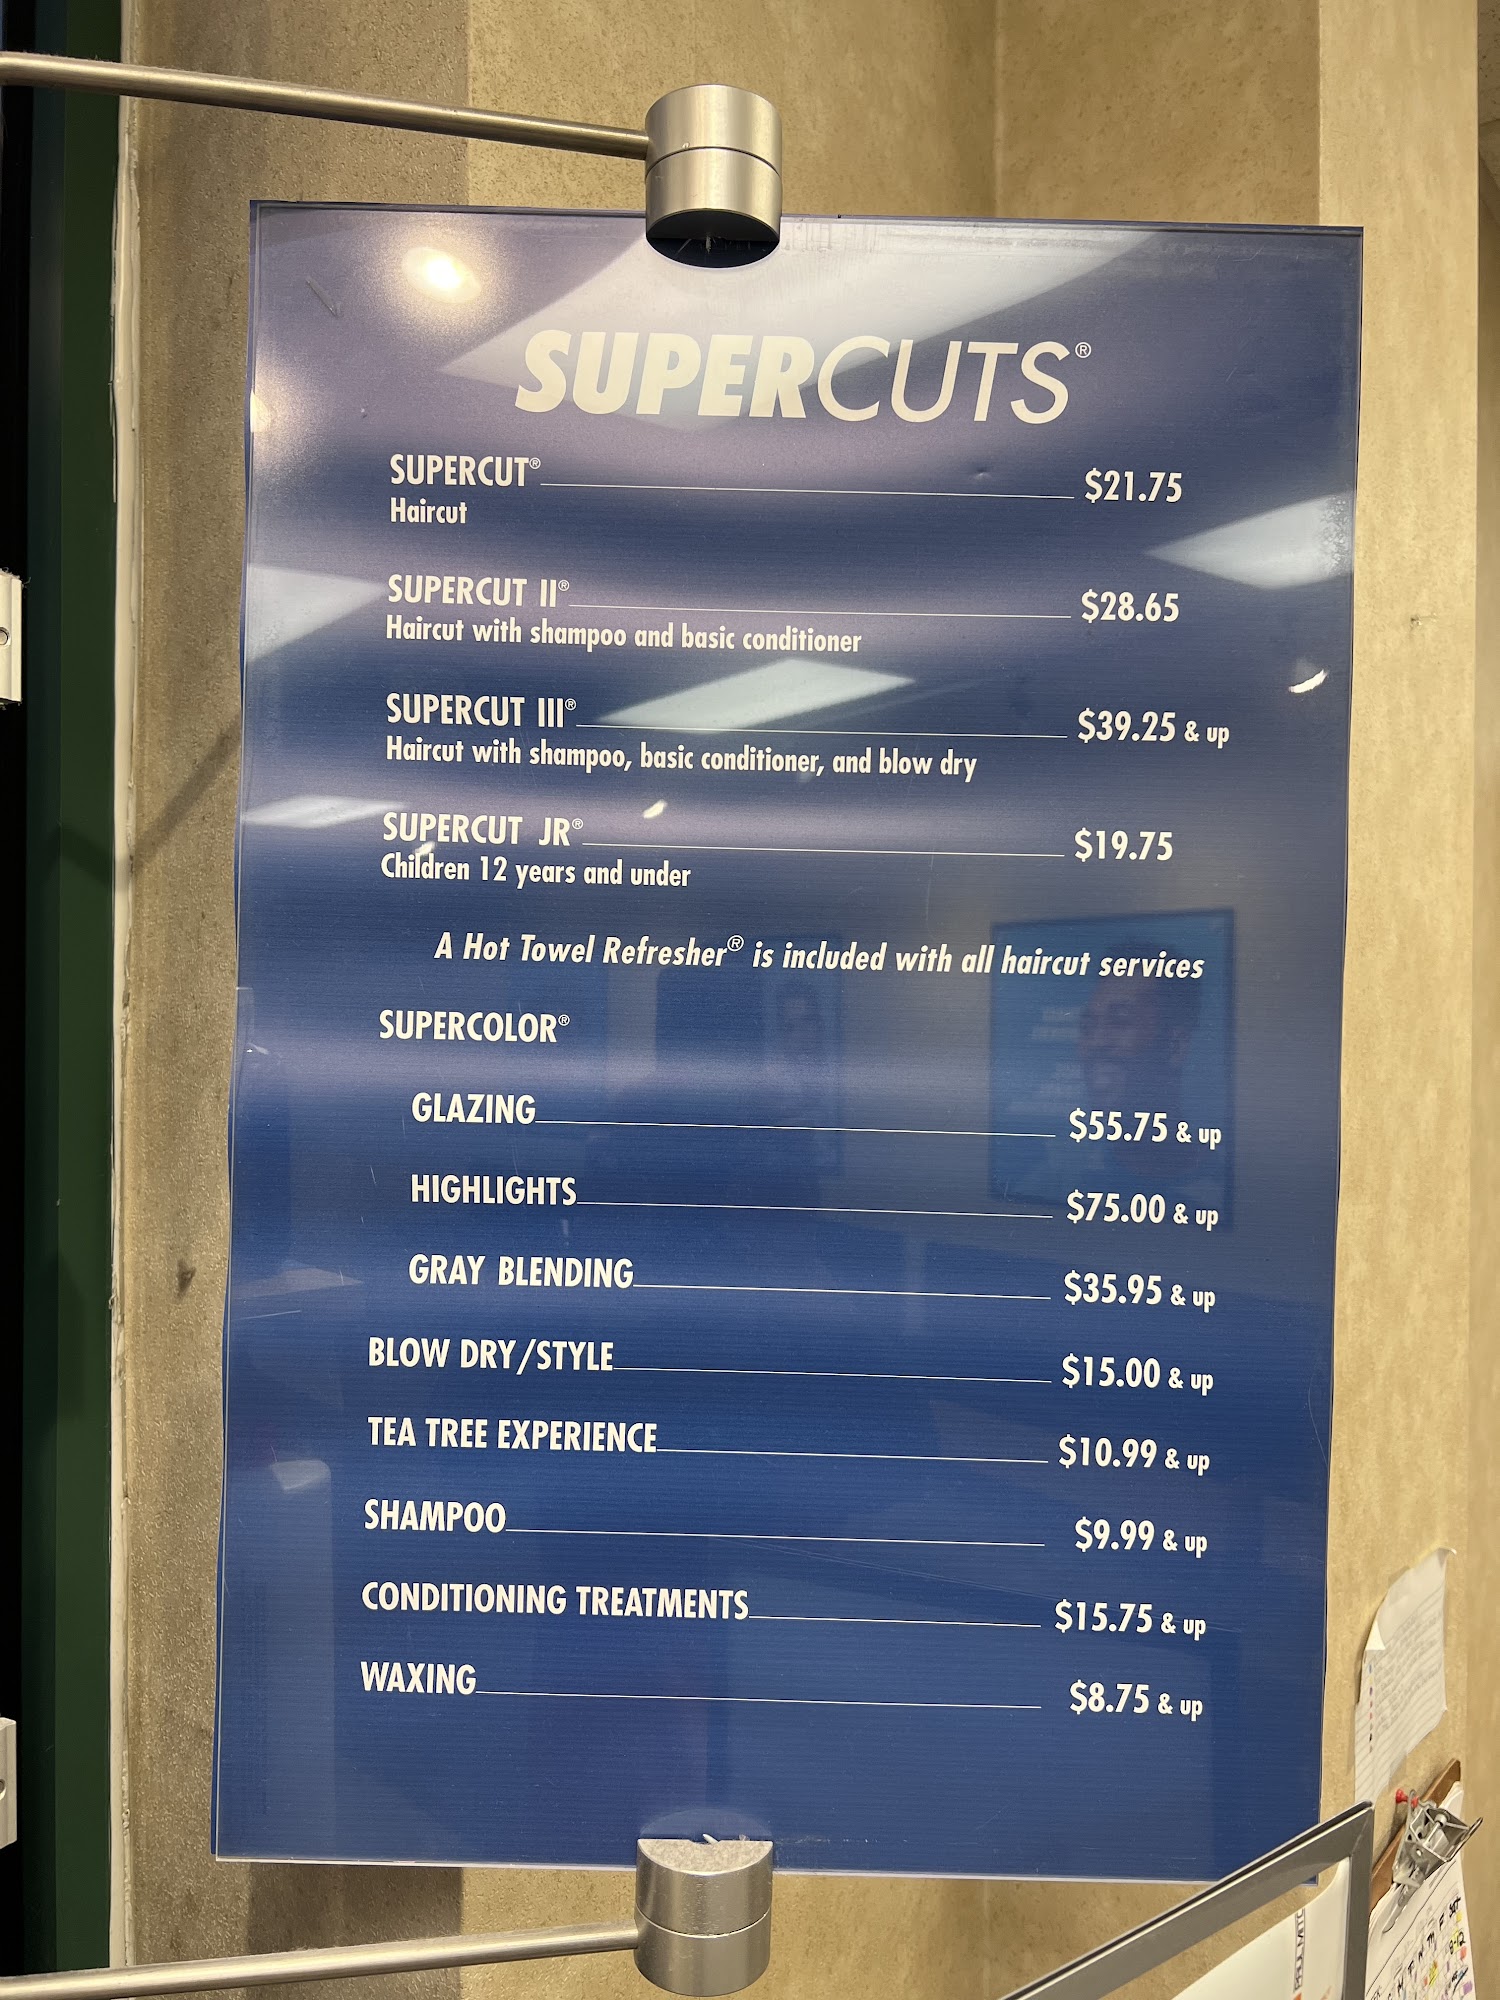 SUPERCUTS®
SUPERCUT® $21.75
Haircut
SUPERCUT II® $28.65
Haircut with shampoo and basic conditioner
SUPERCUT III® $39.25 & up
Haircut with shampoo, basic conditioner, and blow dry
SUPERCUT JR® $19.75
Children 12 years and under
A Hot Towel Refresher® is included with all haircut services
SUPERCOLOR®
GLAZING $55.75 & up
HIGHLIGHTS $75.00 & up
GRAY BLENDING $35.95 & up
BLOW DRY/STYLE $15.00 & up
TEA TREE EXPERIENCE $10.99 & up
SHAMPOO $9.99 & up
CONDITIONING TREATMENTS $15.75 & up
WAXING $8.75 & up